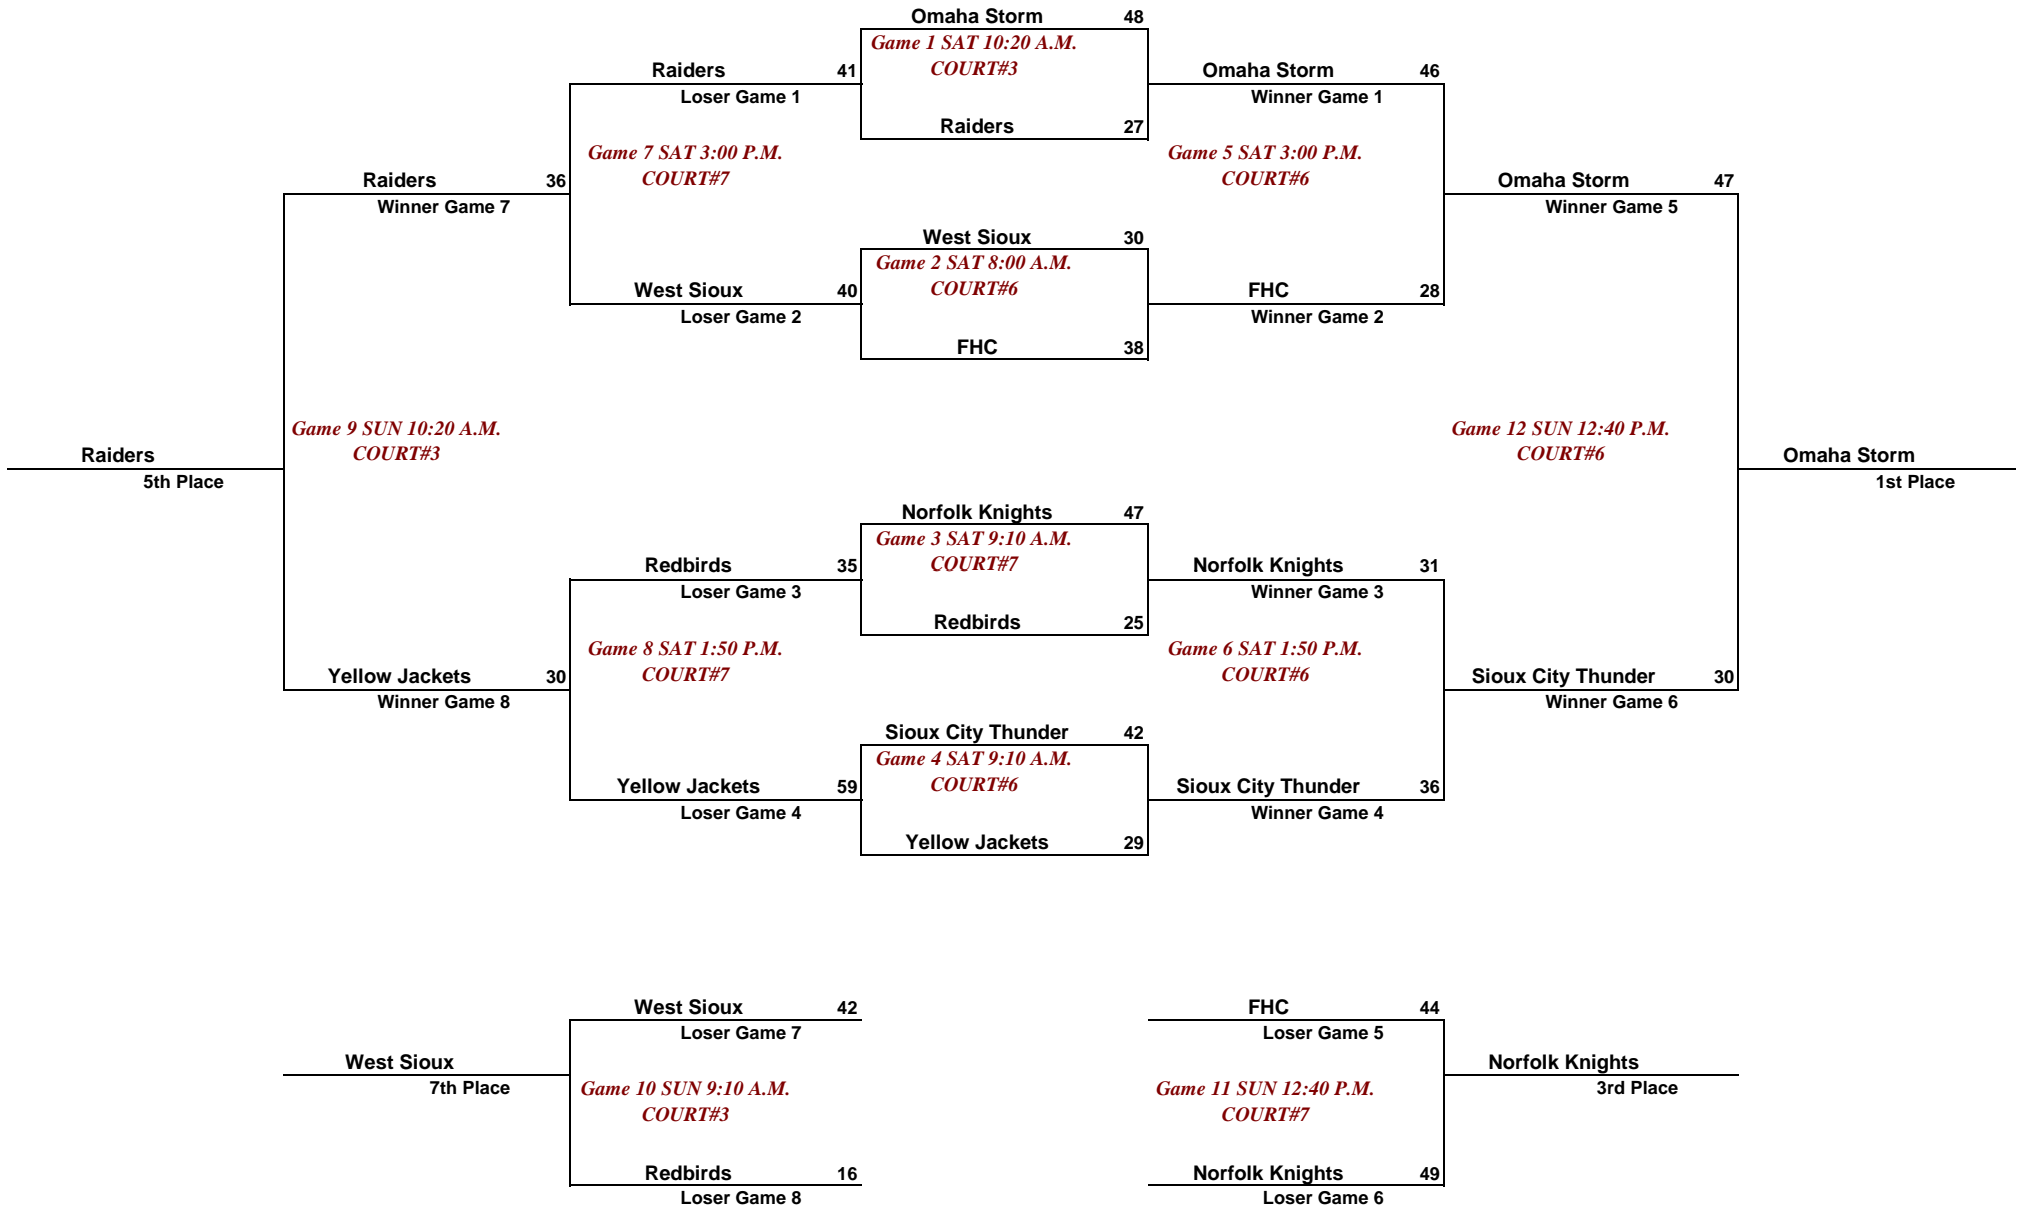 Omaha Storm 48
Game 1 SAT 10:20 A.M.
COURT#3
Raiders 41
Loser Game 1
Omaha Storm 46
Winner Game 1
Raiders 27
Game 7 SAT 3:00 P.M.
COURT#7
Game 5 SAT 3:00 P.M.
COURT#6
Raiders 36
Winner Game 7
Omaha Storm 47
Winner Game 5
West Sioux 30
Game 2 SAT 8:00 A.M.
COURT#6
West Sioux 40
Loser Game 2
FHC 28
Winner Game 2
FHC 38
Game 9 SUN 10:20 A.M.
COURT#3
Game 12 SUN 12:40 P.M.
COURT#6
Raiders
5th Place
Omaha Storm
1st Place
Norfolk Knights 47
Game 3 SAT 9:10 A.M.
COURT#7
Redbirds 35
Loser Game 3
Norfolk Knights 31
Winner Game 3
Redbirds 25
Game 8 SAT 1:50 P.M.
COURT#7
Game 6 SAT 1:50 P.M.
COURT#6
Yellow Jackets 30
Winner Game 8
Sioux City Thunder 30
Winner Game 6
Sioux City Thunder 42
Game 4 SAT 9:10 A.M.
COURT#6
Yellow Jackets 59
Loser Game 4
Sioux City Thunder 36
Winner Game 4
Yellow Jackets 29
West Sioux 42
Loser Game 7
FHC 44
Loser Game 5
West Sioux
7th Place
Norfolk Knights
3rd Place
Game 10 SUN 9:10 A.M.
COURT#3
Game 11 SUN 12:40 P.M.
COURT#7
Redbirds 16
Loser Game 8
Norfolk Knights 49
Loser Game 6